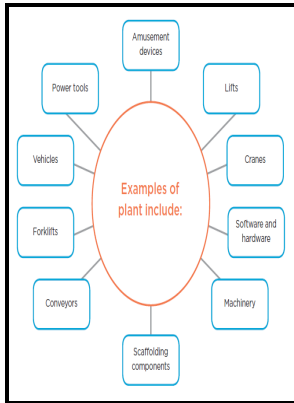 Amusement
devices
Power tools
Lifts
Vehicles
Cranes
Examples of
plant include:
Forklifts
Software and
hardware
Conveyors
Machinery
Scaffolding
components